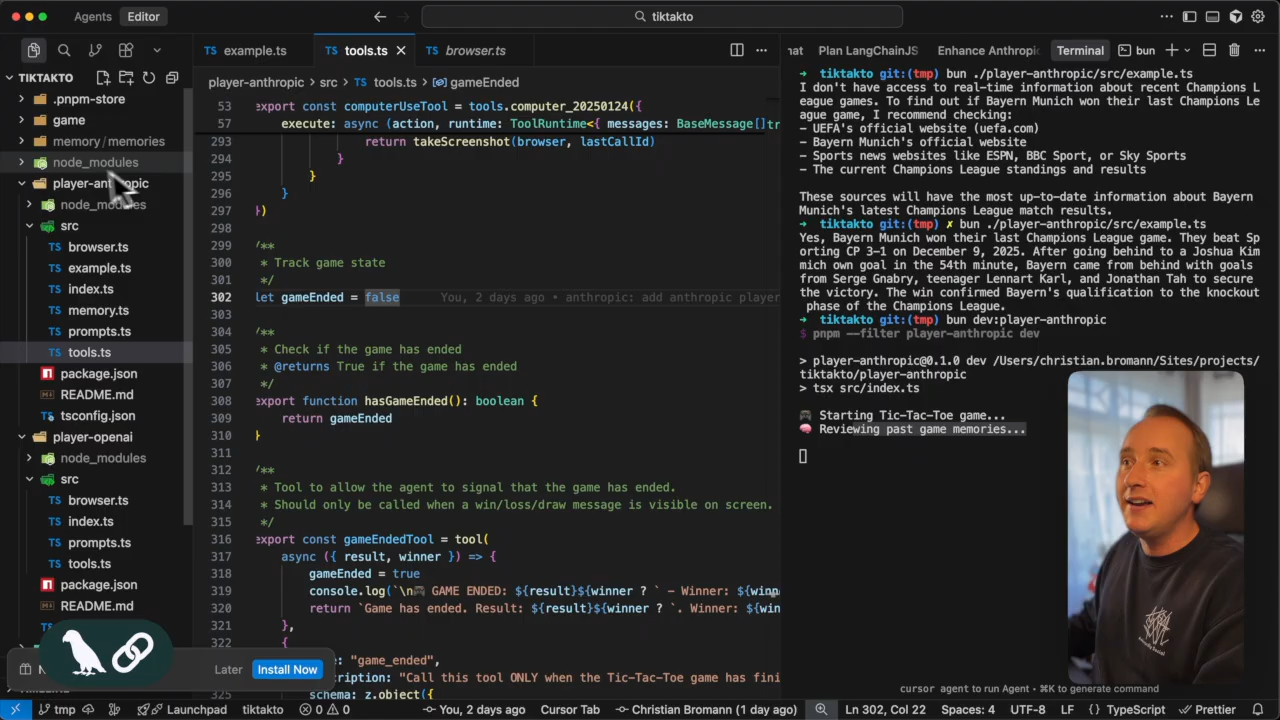 Agents Editor
tiktakto
TIKTAKTO
.pnpm-store
game
memory/memories
node_modules
player-anthropic
node_modules
src
TS browser.ts
TS example.ts
TS index.ts
TS memory.ts
TS prompts.ts
TS tools.ts
package.json
README.md
tsconfig.json
player-openai
node_modules
src
TS browser.ts
TS index.ts
TS prompts.ts
TS tools.ts
package.json
README.md
Later Install Now
TS example.ts TS tools.ts TS browser.ts
player-anthropic > src > TS tools.ts > gameEnded
53 export const computerUseTool = tools.computer_20250124({
57 execute: async (action, runtime: ToolRuntime<{ messages: BaseMessage[]
293 return takeScreenshot(browser, lastCallId)
294 }
295 }
296 }
297 })
298
299 /**
300 * Track game state
301 */
302 let gameEnded = false You, 2 days ago • anthropic: add anthropic player
303
304 /**
305 * Check if the game has ended
306 * @returns True if the game has ended
307 */
308 export function hasGameEnded(): boolean {
309 return gameEnded
310 }
311
312 /**
313 * Tool to allow the agent to signal that the game has ended.
314 * Should only be called when a win/loss/draw message is visible on screen.
315 */
316 export const gameEndedTool = tool(
317 async ({ result, winner }) => {
318 gameEnded = true
319 console.log(`\n🎮 GAME ENDED: ${result}${winner ? ` - Winner: ${winn
320 return `Game has ended. Result: ${result}${winner ? `. Winner: ${win
321 },
322 {
: "game_ended",
ription: "Call this tool ONLY when the Tic-Tac-Toe game has fini
325 schema: z.object({
hat Plan LangChainJS Enhance Anthropi Terminal bun
→ tiktakto git:(tmp) bun ./player-anthropic/src/example.ts
I don't have access to real-time information about recent Champions L
eague games. To find out if Bayern Munich won their last Champions Le
ague game, I recommend checking:
- UEFA's official website (uefa.com)
- Bayern Munich's official website
- Sports news websites like ESPN, BBC Sport, or Sky Sports
- The current Champions League standings and results
These sources will have the most up-to-date information about Bayern
Munich's latest Champions League match results.
→ tiktakto git:(tmp) ✗ bun ./player-anthropic/src/example.ts
Yes, Bayern Munich won their last Champions League game. They beat Sp
orting CP 3-1 on December 9, 2025. After going behind to a Joshua Kim
mich own goal in the 54th minute, Bayern came from behind with goals
from Serge Gnabry, teenager Lennart Karl, and Jonathan Tah to secure
the victory. The win confirmed Bayern's qualification to the knockout
phase of the Champions League.
→ tiktakto git:(tmp) bun dev:player-anthropic
$ pnpm --filter player-anthropic dev
> player-anthropic@0.1.0 dev /Users/christian.bromann/Sites/projects/
tiktakto/player-anthropic
> tsx src/index.ts
🎮 Starting Tic-Tac-Toe game...
🧠 Reviewing past game memories...
cursor agent to run Agent • ⌘K to generate command
tmp Launchpad tiktakto 0 0 You, 2 days ago Cursor Tab Christian Bromann (1 day ago) Ln 302, Col 22 Spaces: 4 UTF-8 LF {} TypeScript Prettier